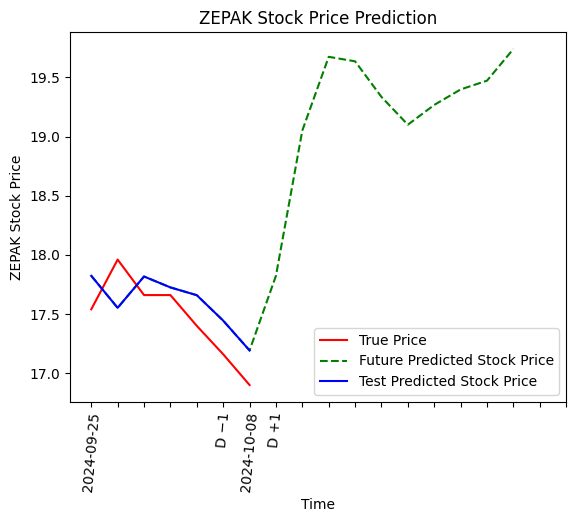 ZEPAK Stock Price Prediction
ZEPAK Stock Price
19.5
19.0
18.5
18.0
17.5
17.0
True Price
Future Predicted Stock Price
Test Predicted Stock Price
2024-09-25
D −1
2024-10-08
D +1
Time